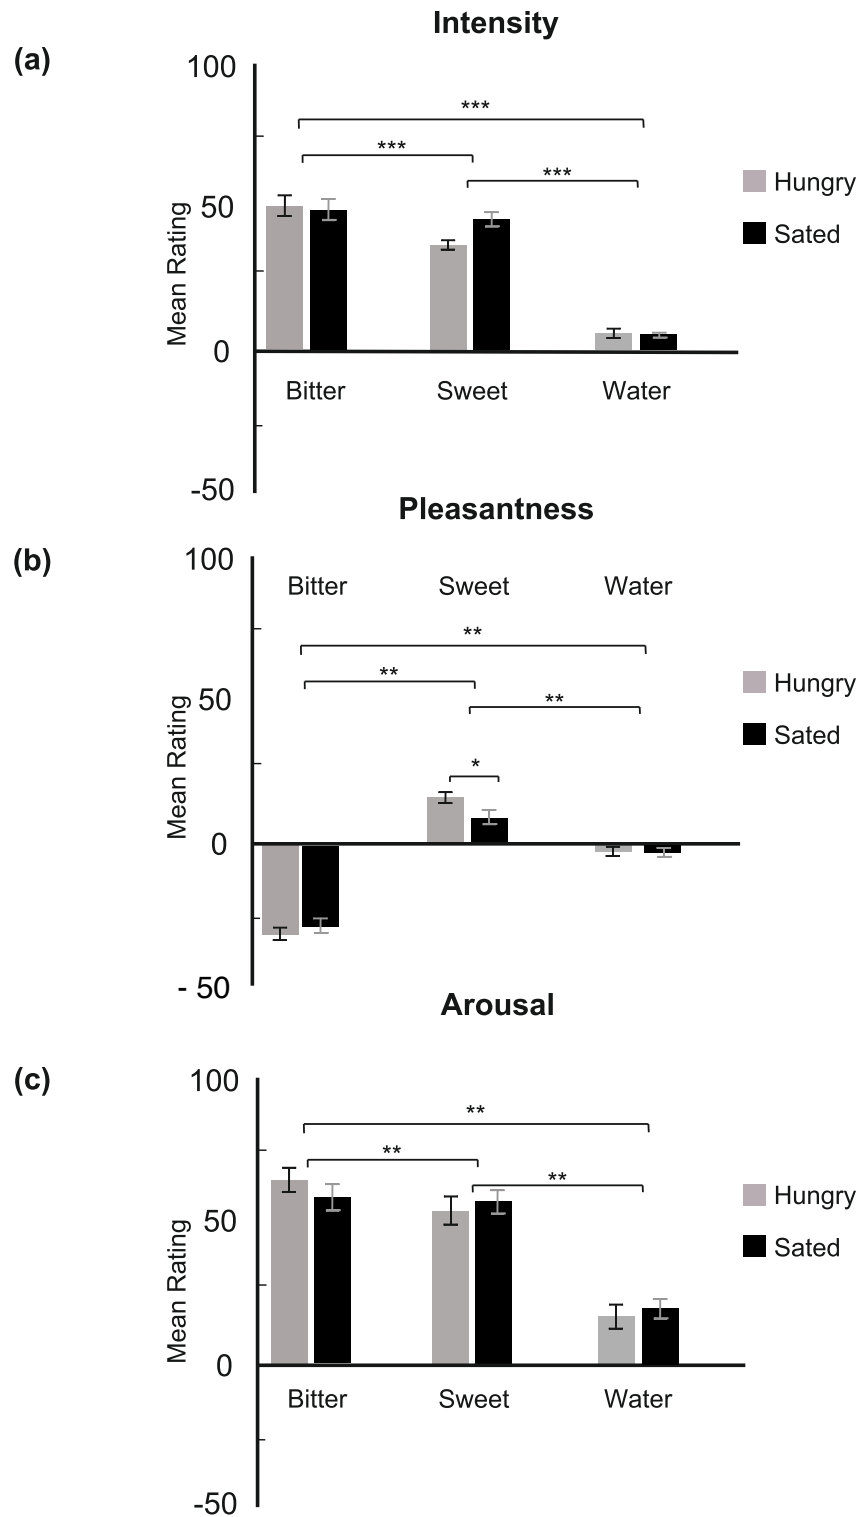 Intensity
(a)
100
***
***
***
Hungry
50
Sated
Mean Rating
0
Bitter Sweet Water
-50
Pleasantness
(b)
100
Bitter Sweet Water
**
**
**
Hungry
50
Sated
Mean Rating
*
0
- 50
Arousal
(c)
100
**
**
**
Hungry
50
Sated
Mean Rating
0
Bitter Sweet Water
-50